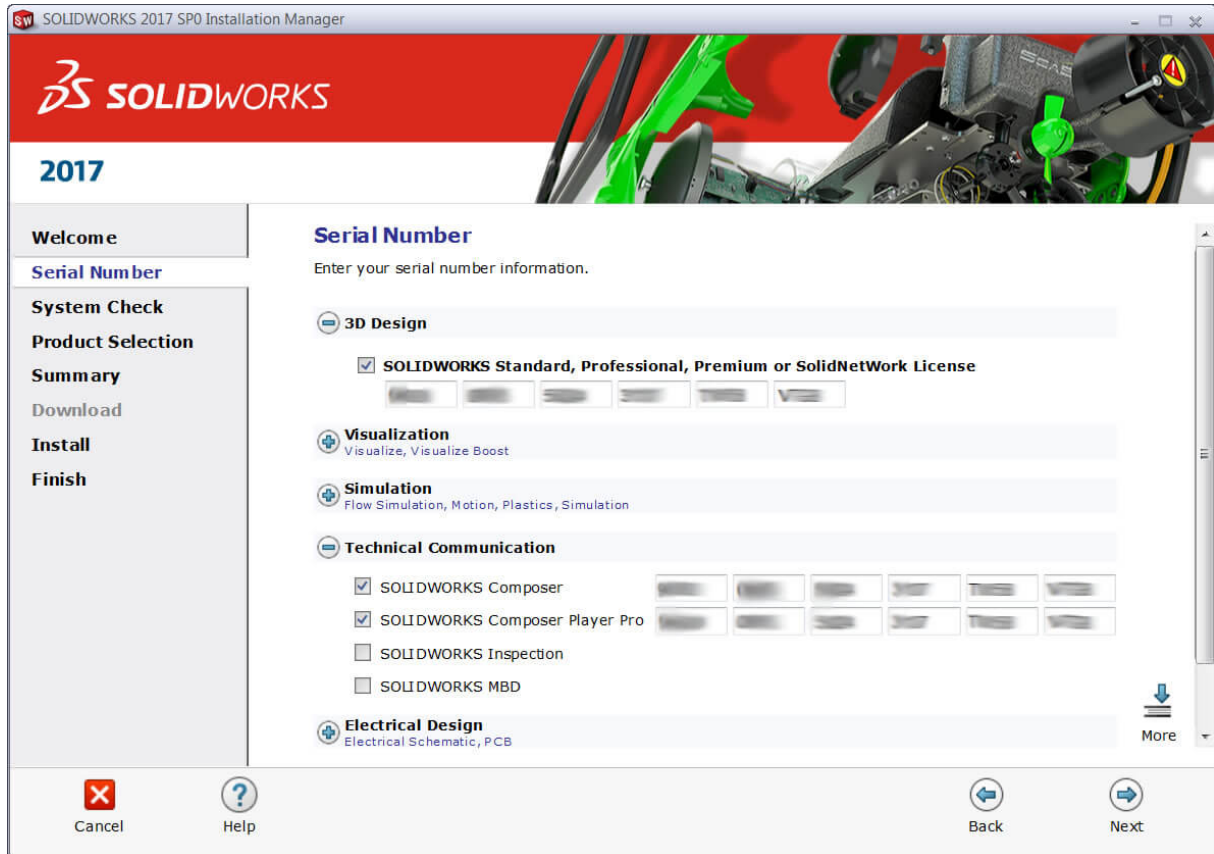 SOLIDWORKS 2017 SP0 Installation Manager
SOLIDWORKS
2017
Welcome
Serial Number
System Check
Product Selection
Summary
Download
Install
Finish
Serial Number
Enter your serial number information.
3D Design
SOLIDWORKS Standard, Professional, Premium or SolidNetWork License
Visualization
Visualize, Visualize Boost
Simulation
Flow Simulation, Motion, Plastics, Simulation
Technical Communication
SOLIDWORKS Composer
SOLIDWORKS Composer Player Pro
SOLIDWORKS Inspection
SOLIDWORKS MBD
Electrical Design
Electrical Schematic, PCB
More
Cancel
Help
Back
Next